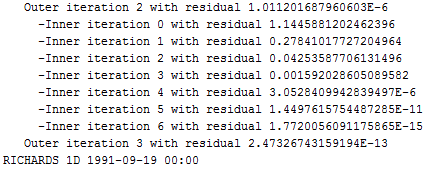 Outer iteration 2 with residual 1.011201687960603E-6
-Inner iteration 0 with residual 1.1445881202462396
-Inner iteration 1 with residual 0.27841017727204964
-Inner iteration 2 with residual 0.04253587706131496
-Inner iteration 3 with residual 0.001592028605089582
-Inner iteration 4 with residual 3.0528409942839497E-6
-Inner iteration 5 with residual 1.4497615754487285E-11
-Inner iteration 6 with residual 1.7720056091175865E-15
Outer iteration 3 with residual 2.47326743159194E-13
RICHARDS 1D 1991-09-19 00:00